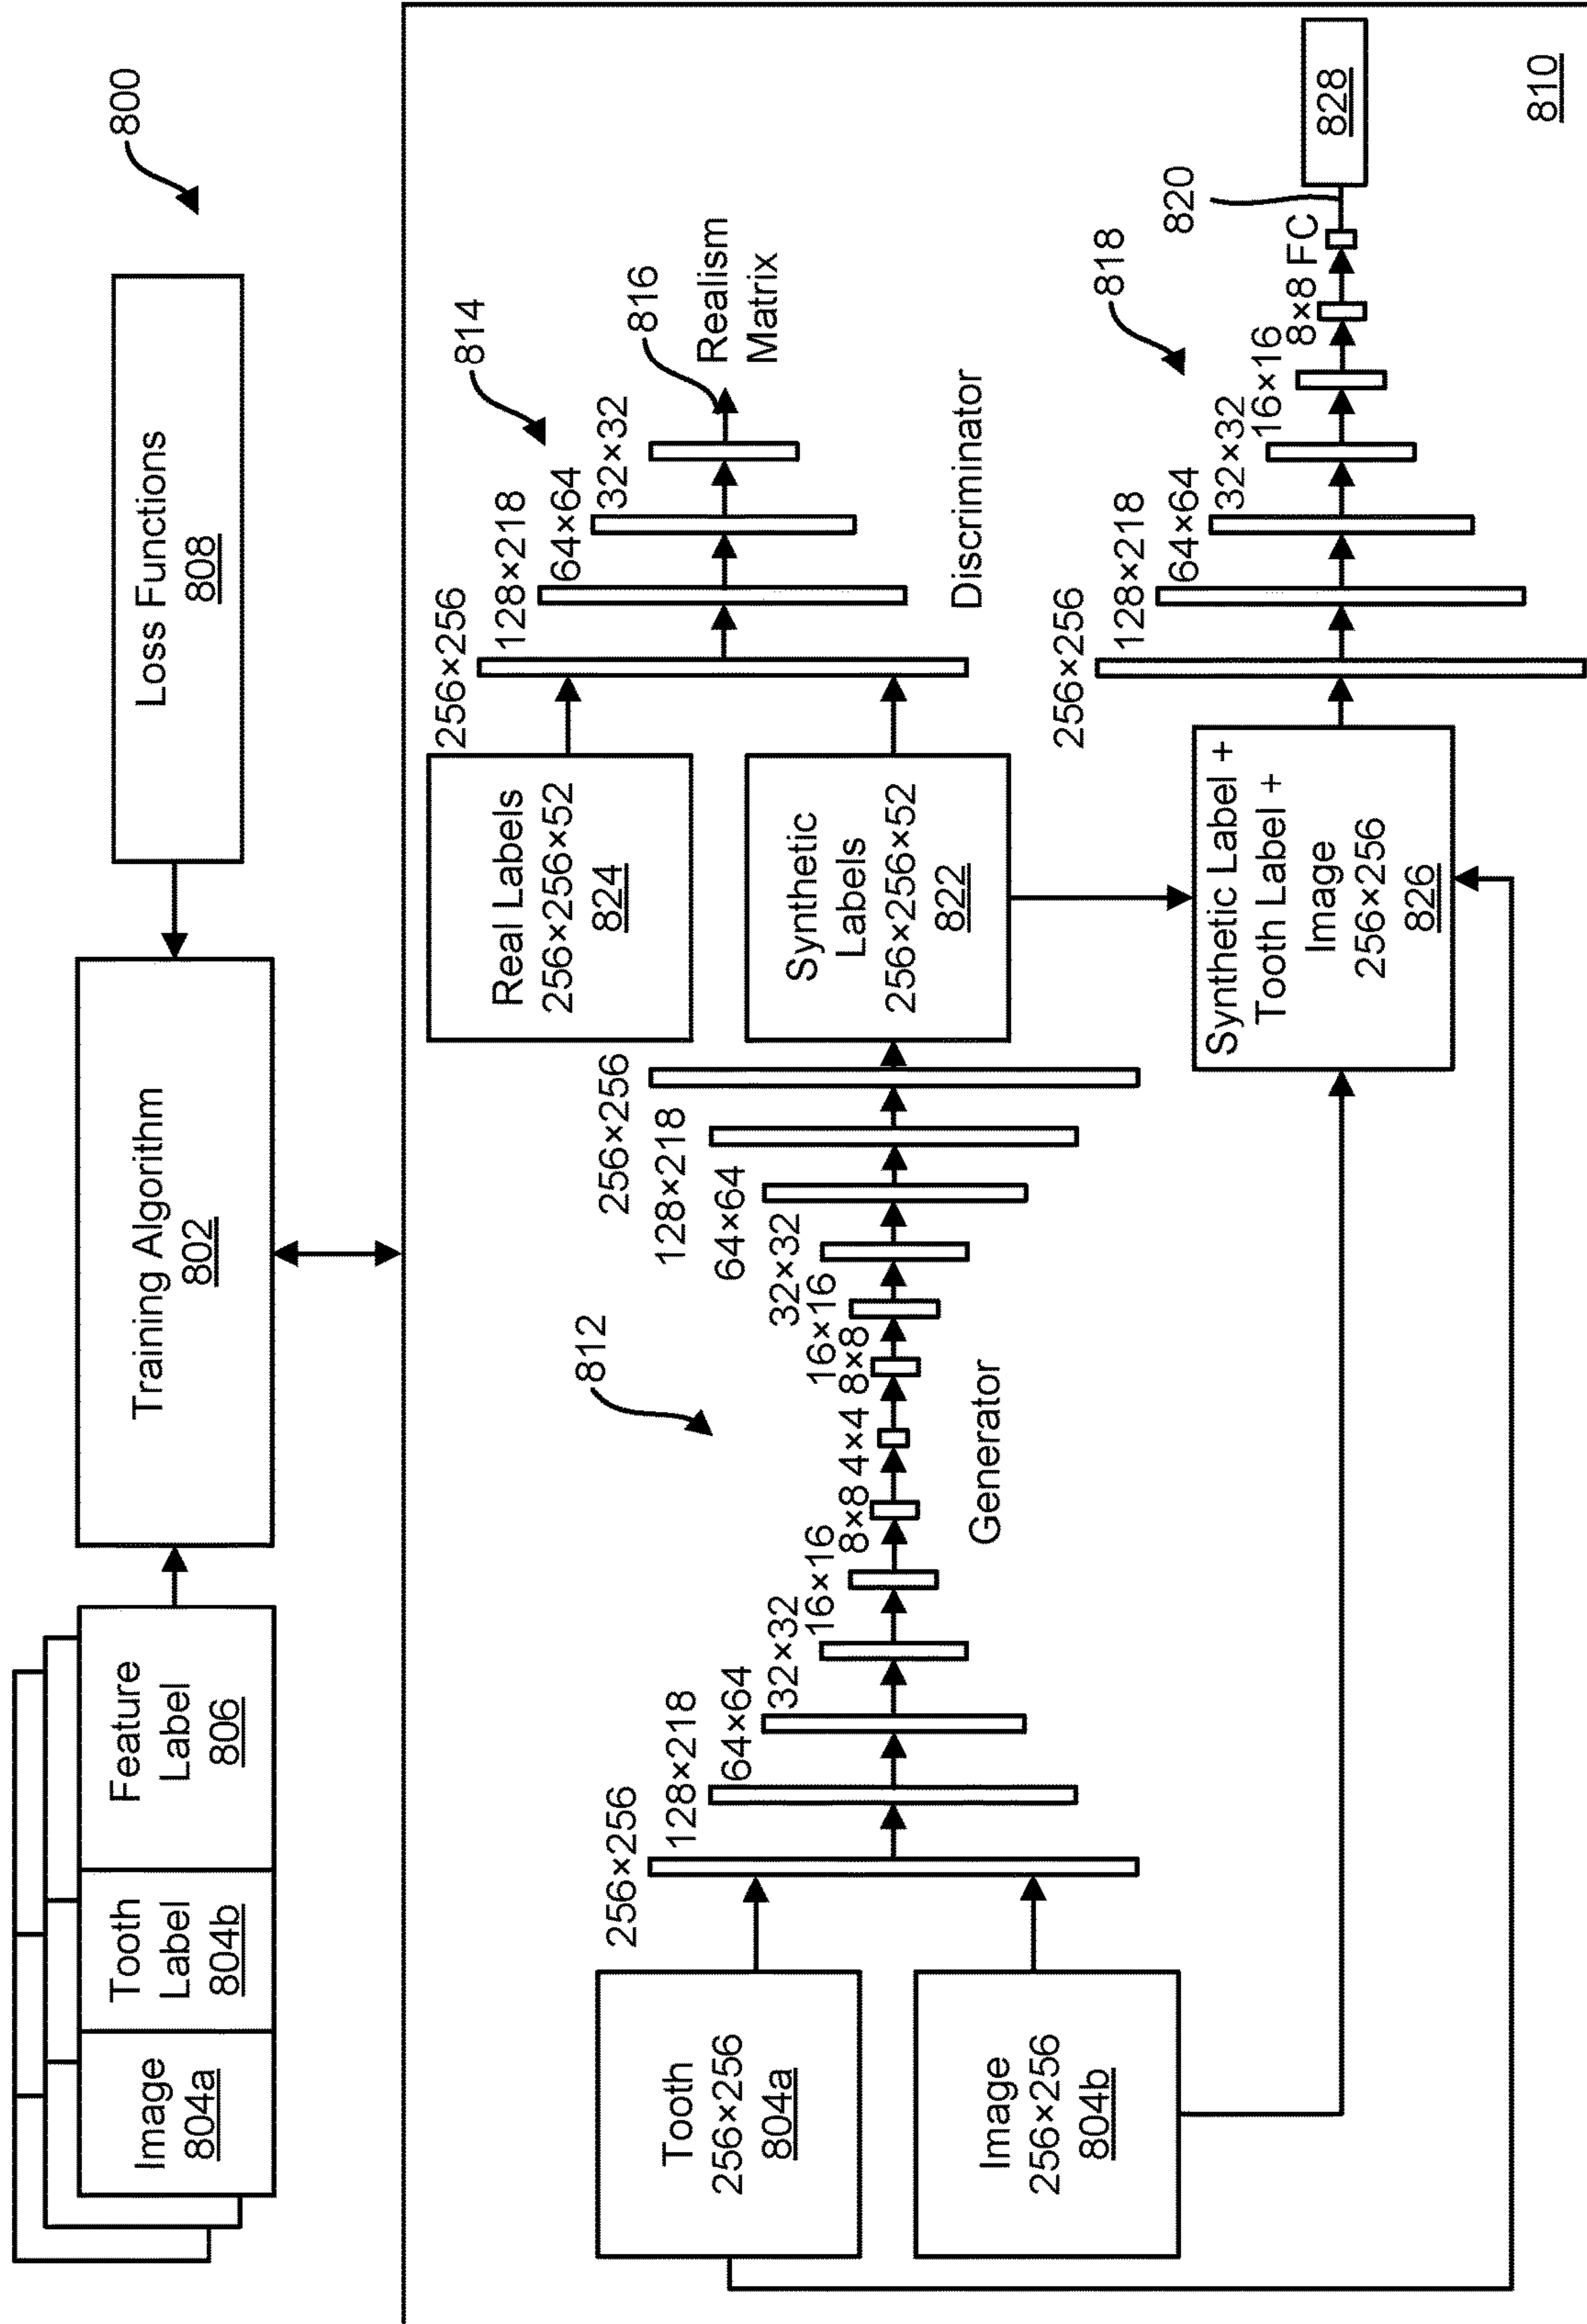 800
Image
804a
Tooth
Label
804b
Feature
Label
806
Training Algorithm
802
Loss Functions
808
Tooth
256×256
804a
Image
256×256
804b
256×256
128×218
64×64
32×32
16×16
8×8
4×4
8×8
16×16
32×32
64×64
128×218
256×256
812
Generator
Real Labels
256×256×52
824
Synthetic
Labels
256×256×52
822
256×256
128×218
64×64
32×32
814
816
Realism
Matrix
Discriminator
Synthetic Label +
Tooth Label +
Image
256×256
826
256×256
128×218
64×64
32×32
16×16
8×8
FC
818
820
828
810